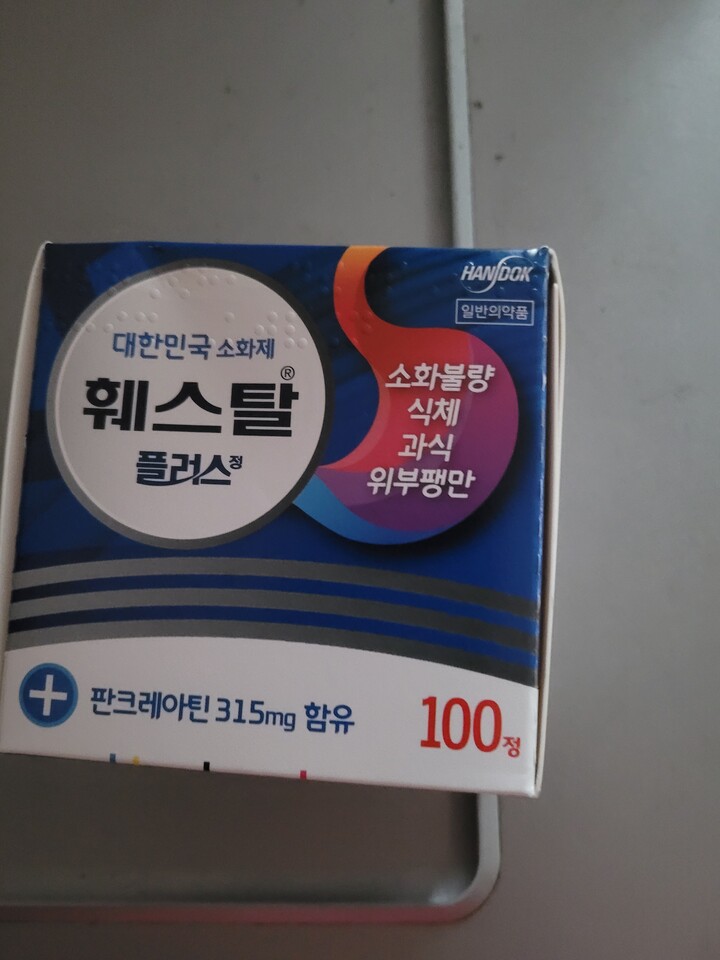 HANDOK
일반의약품
대한민국 소화제
훼스탈®
플러스정
소화불량
식체
과식
위부팽만
판크레아틴 315mg 함유
100정